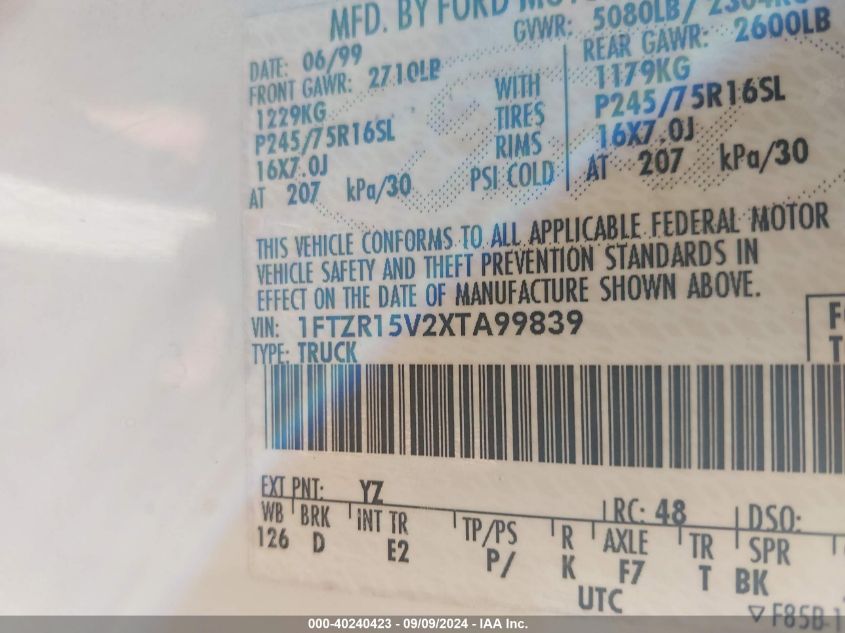 MFD. BY FORD
DATE: 06/99 GVWR: 5080LB/
FRONT GAWR: 2710LB REAR GAWR: 2600LB
1229KG WITH 1179KG
P245/75R16SL TIRES P245/75R16SL
16X7.0J RIMS 16X7.0J
AT 207 kPa/30 PSI COLD AT 207 kPa/30
THIS VEHICLE CONFORMS TO ALL APPLICABLE FEDERAL MOTOR
VEHICLE SAFETY AND THEFT PREVENTION STANDARDS IN
EFFECT ON THE DATE OF MANUFACTURE SHOWN ABOVE.
VIN: 1FTZR15V2XTA99839
TYPE: TRUCK
EXT PNT: YZ RC: 48 DSO:
WB BRK INT TR TP/PS R AXLE TR SPR
126 D E2 P/ K F7 T BK
UTC
▽ F85B-1
000-40240423 - 09/09/2024 - IAA Inc.